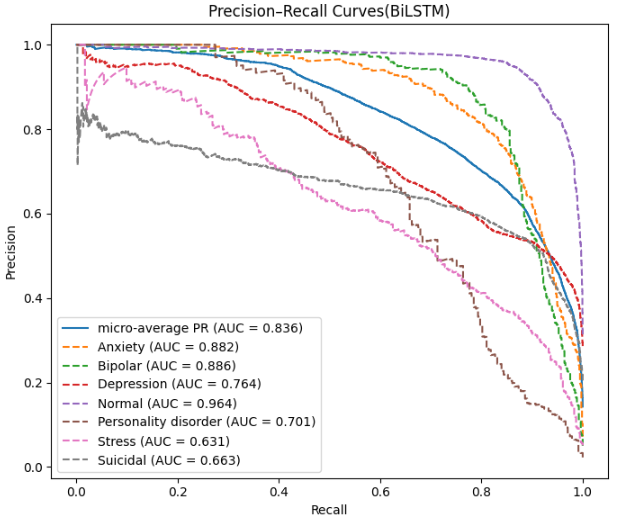 Precision–Recall Curves(BiLSTM)
1.0
0.8
0.6
0.4
0.2
0.0
Precision
micro-average PR (AUC = 0.836)
Anxiety (AUC = 0.882)
Bipolar (AUC = 0.886)
Depression (AUC = 0.764)
Normal (AUC = 0.964)
Personality disorder (AUC = 0.701)
Stress (AUC = 0.631)
Suicidal (AUC = 0.663)
0.0 0.2 0.4 0.6 0.8 1.0
Recall